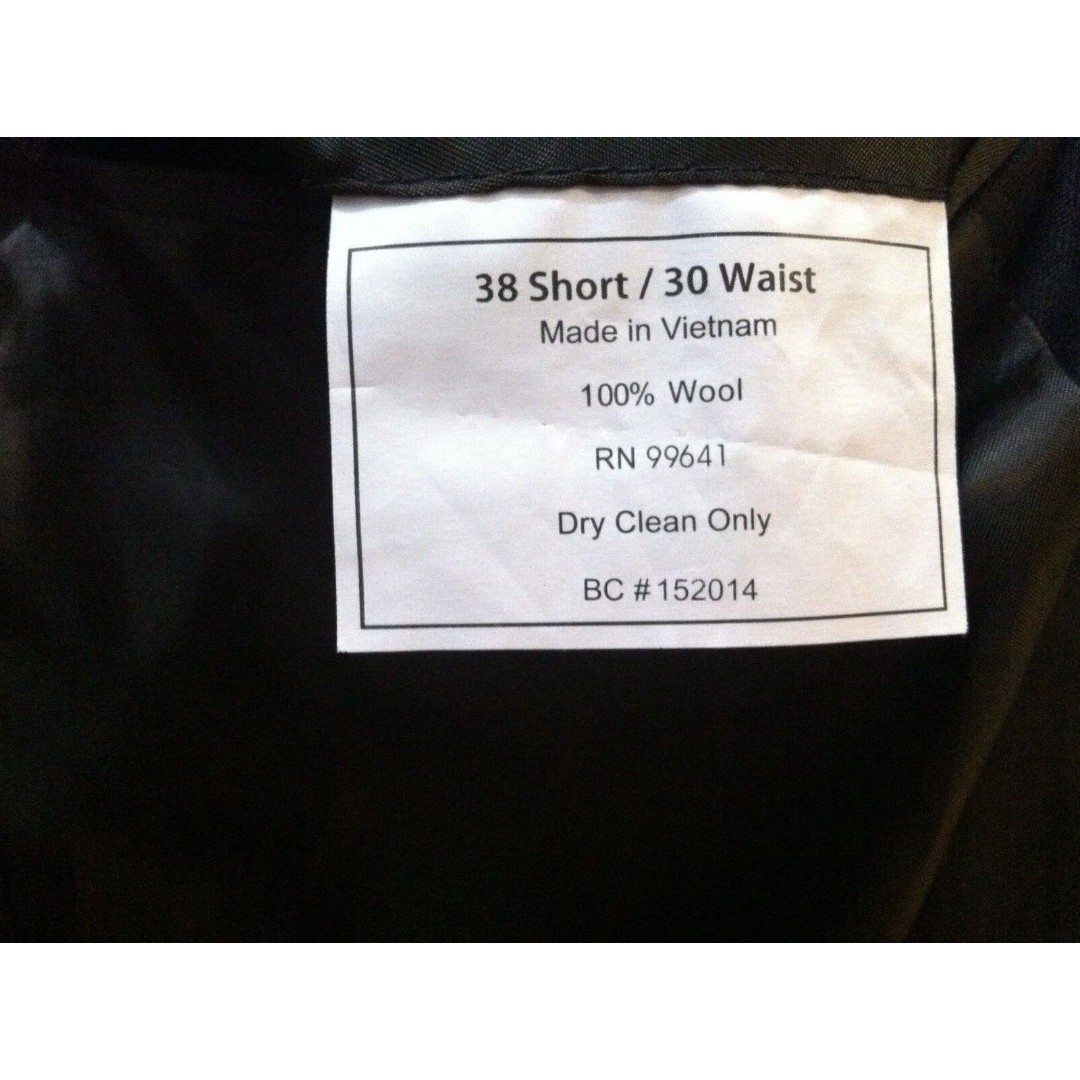 38 Short / 30 Waist
Made in Vietnam
100% Wool
RN 99641
Dry Clean Only
BC # 152014